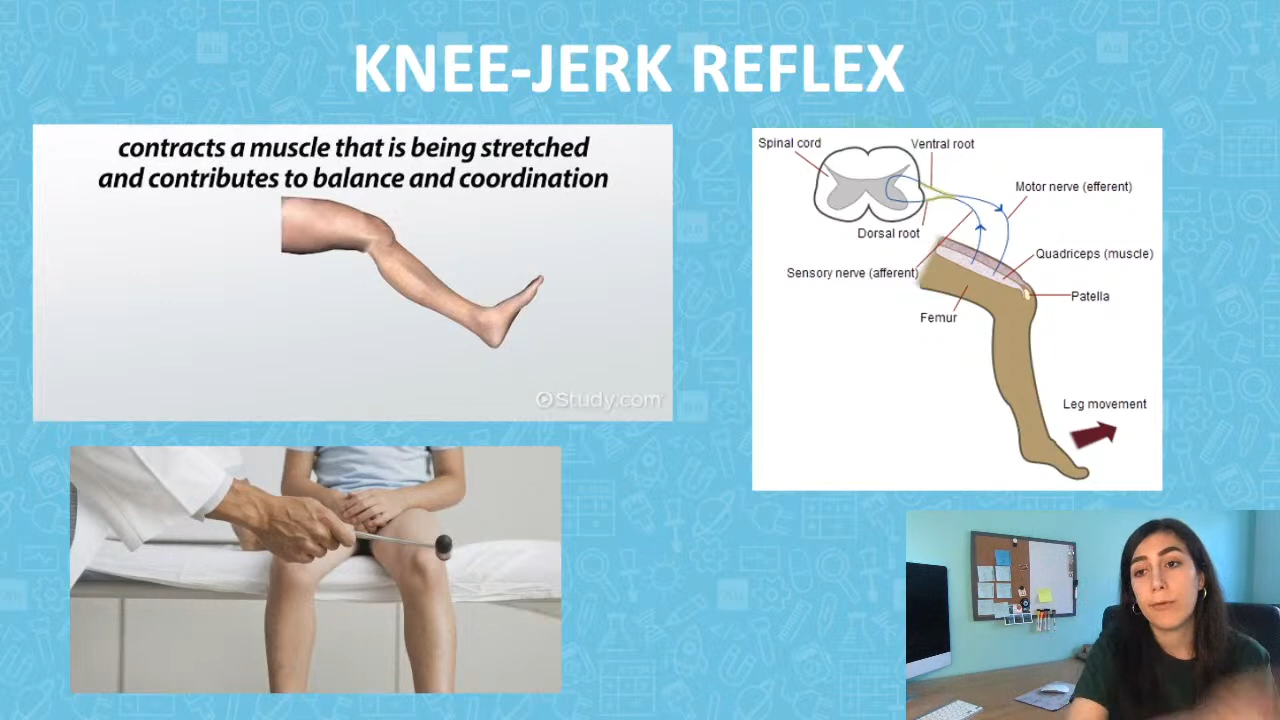 KNEE-JERK REFLEX
contracts a muscle that is being stretched
and contributes to balance and coordination
Study.com
Spinal cord
Ventral root
Motor nerve (efferent)
Dorsal root
Quadriceps (muscle)
Sensory nerve (afferent)
Patella
Femur
Leg movement